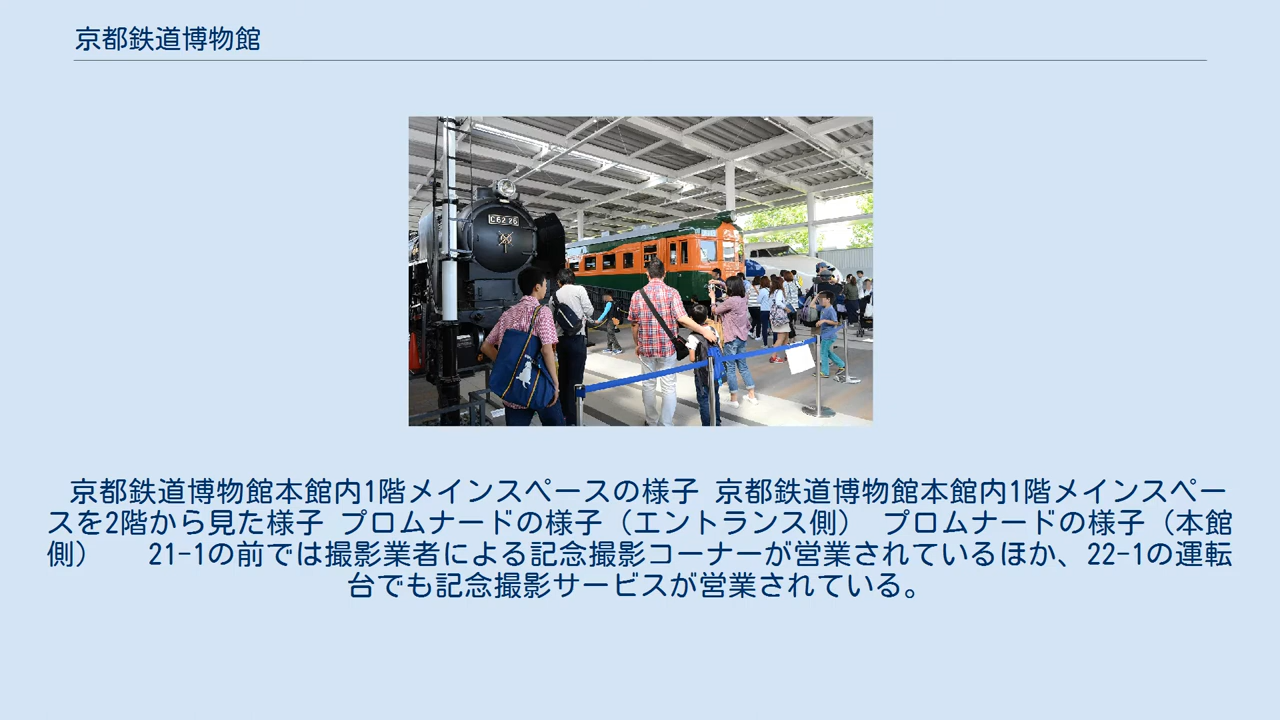 京都鉄道博物館
C62 26
京都鉄道博物館本館内1階メインスペースの様子 京都鉄道博物館本館内1階メインスペー
スを2階から見た様子 プロムナードの様子（エントランス側） プロムナードの様子（本館
側） 21-1の前では撮影業者による記念撮影コーナーが営業されているほか、22-1の運転
台でも記念撮影サービスが営業されている。